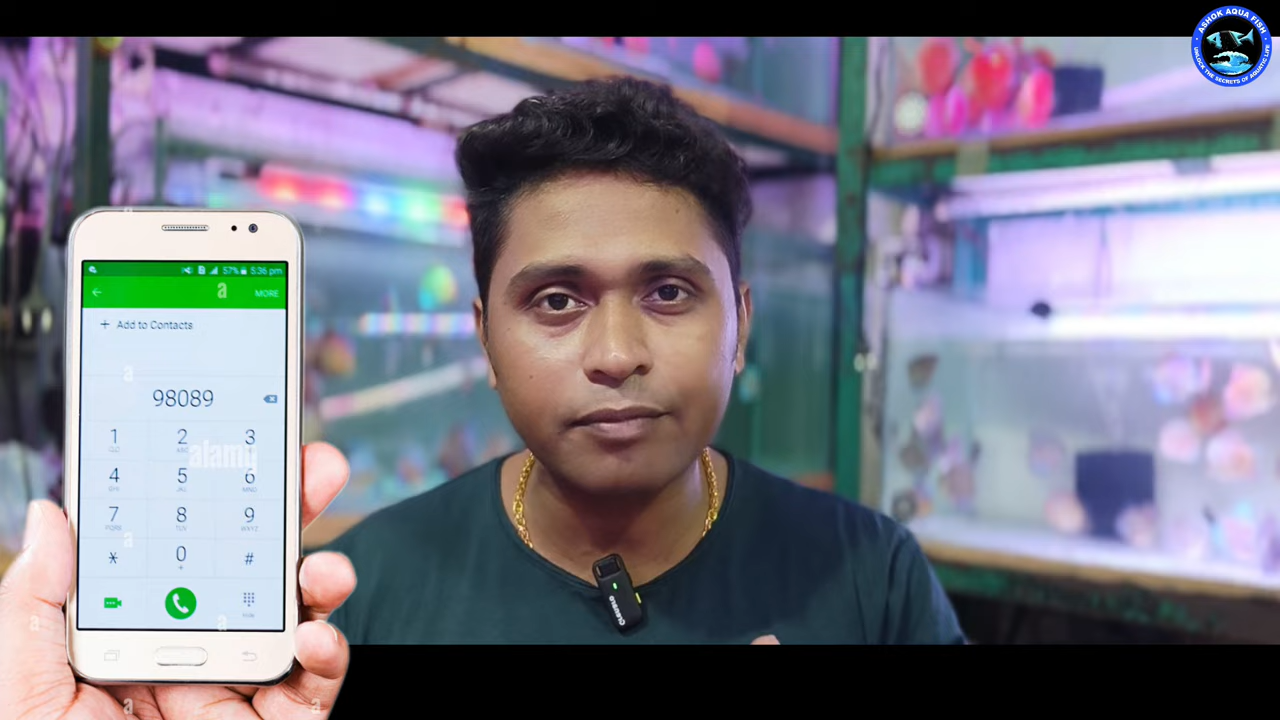 ASHOK AQUA FISH
UNLOCK THE SECRETS OF AQUATIC LIFE
57% 5:36 pm
a
MORE
+ Add to Contacts
a
98089
1 2 3
ABC
alamy
4 5 6
GHI JKL MNO
7 8 9
PQRS TUV WXYZ
a
* 0 #
+
a
a
a
a